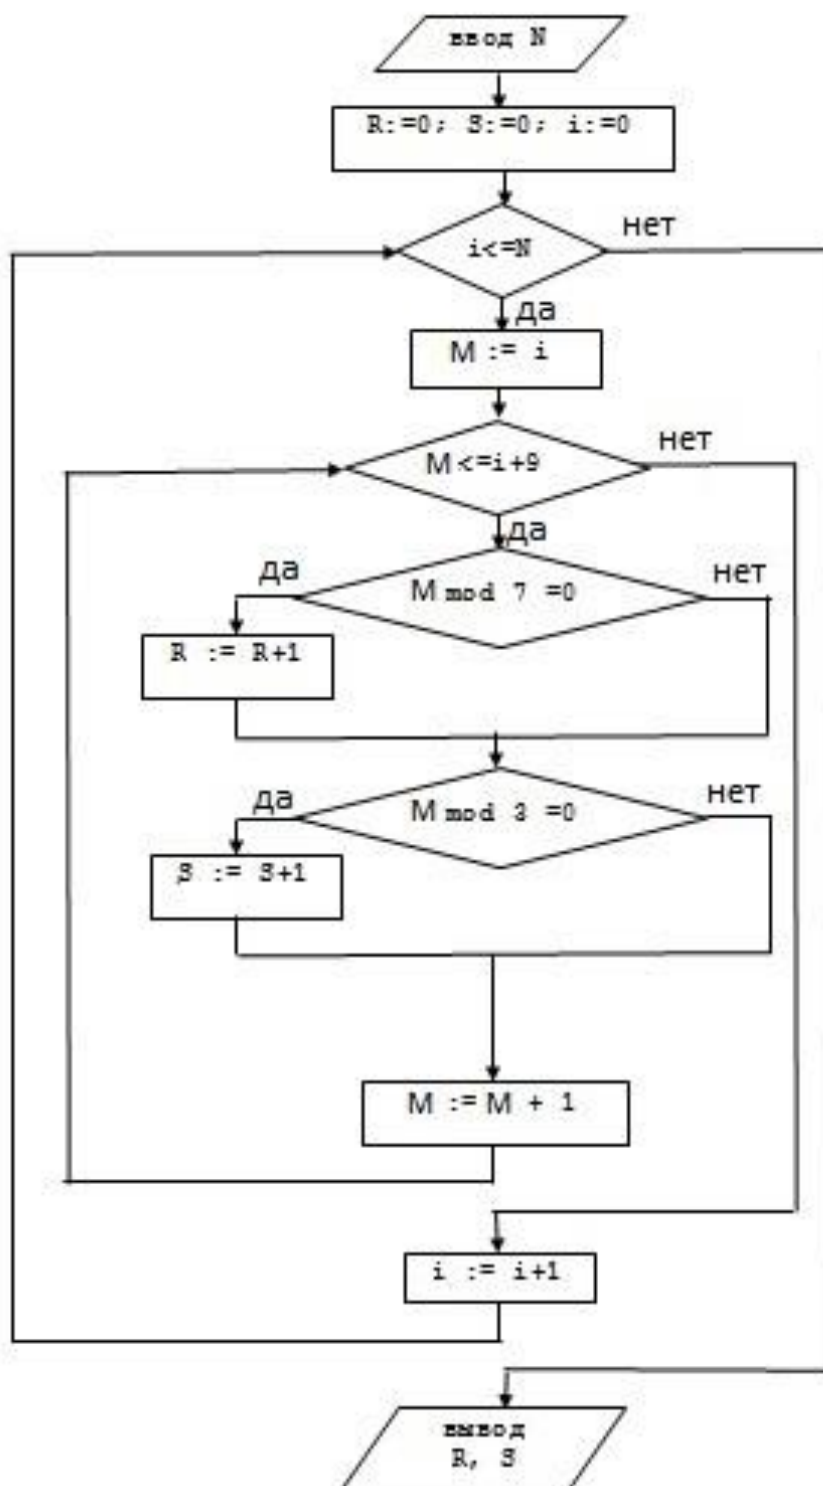 ввод N
R:=0; S:=0; i:=0
i<=N
нет
да
M := i
M<=i+9
нет
да
M mod 7 =0
да
нет
R := R+1
M mod 3 =0
да
нет
S := S+1
M := M + 1
i := i+1
вывод
R, S